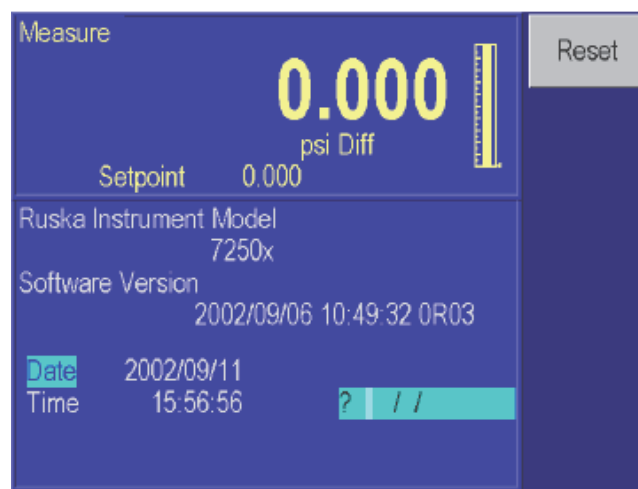 Measure
0.000
psi Diff
Setpoint 0.000
Reset
Ruska Instrument Model
7250x
Software Version
2002/09/06 10:49:32 0R03
Date 2002/09/11
Time 15:56:56 ? / /